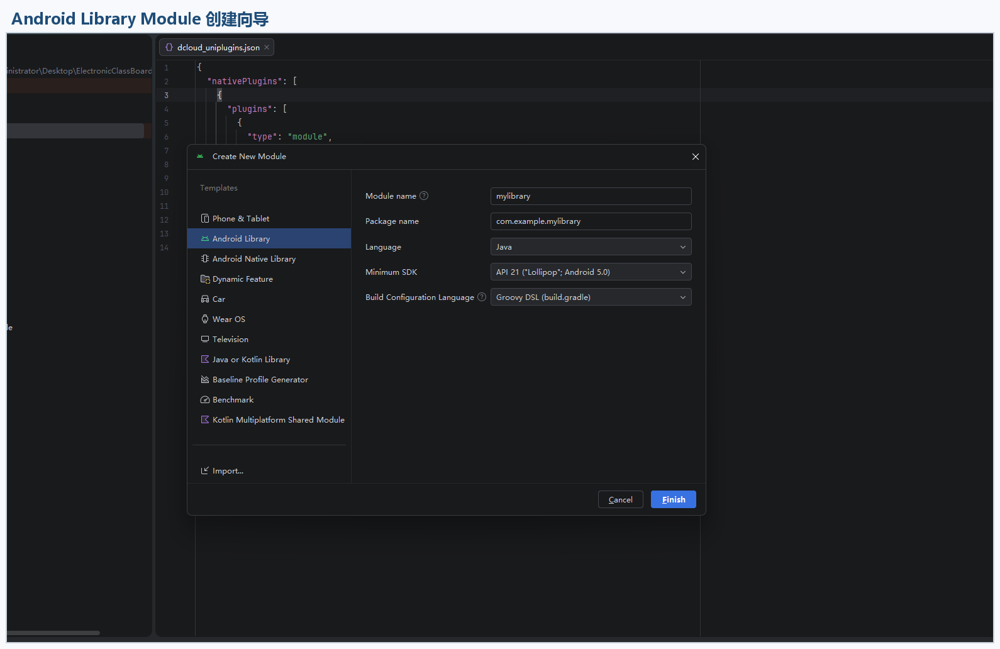 Android Library Module 创建向导
dcloud_uniplugins.json
inistrator\Desktop\ElectronicClassBoard
le
1 {
2 "nativePlugins": [
3 {
4 "plugins": [
5 {
6 "type": "module",
7
8
9
10
11
12
13
14
Create New Module
Templates
Phone & Tablet
Android Library
Android Native Library
Dynamic Feature
Car
Wear OS
Television
Java or Kotlin Library
Baseline Profile Generator
Benchmark
Kotlin Multiplatform Shared Module
Import...
Module name ? mylibrary
Package name com.example.mylibrary
Language Java
Minimum SDK API 21 ("Lollipop"; Android 5.0)
Build Configuration Language ? Groovy DSL (build.gradle)
Cancel Finish